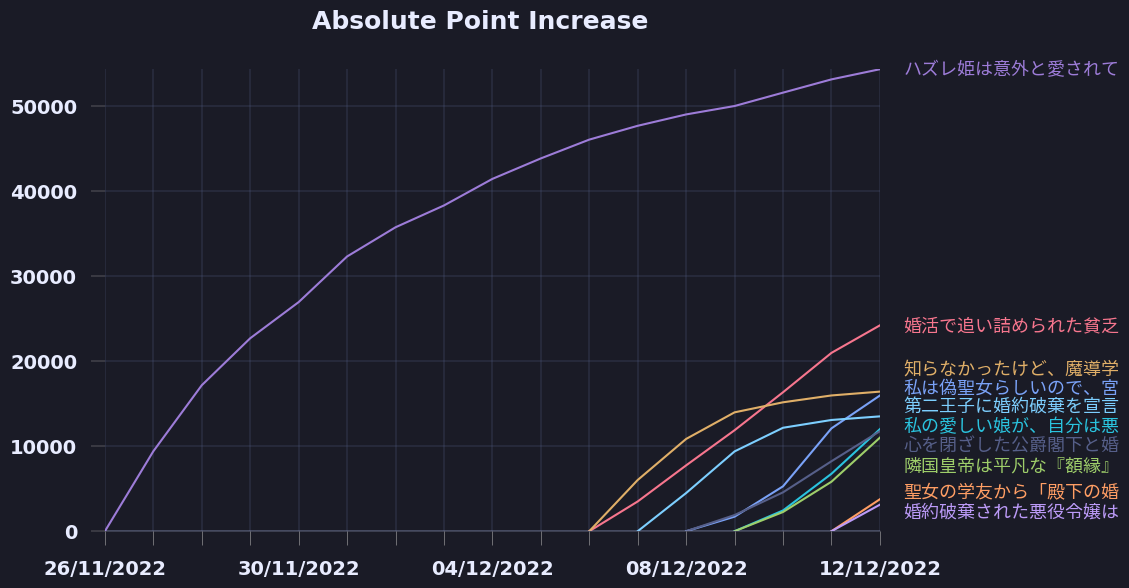 Absolute Point Increase
ハズレ姫は意外と愛されて
50000
40000
30000
婚活で追い詰められた貧乏
20000
知らなかったけど、魔導学
私は偽聖女らしいので、宮
第二王子に婚約破棄を宣言
私の愛しい娘が、自分は悪
10000
心を閉ざした公爵閣下と婚
隣国皇帝は平凡な『額縁』
聖女の学友から「殿下の婚
婚約破棄された悪役令嬢は
0
26/11/2022
30/11/2022
04/12/2022
08/12/2022
12/12/2022